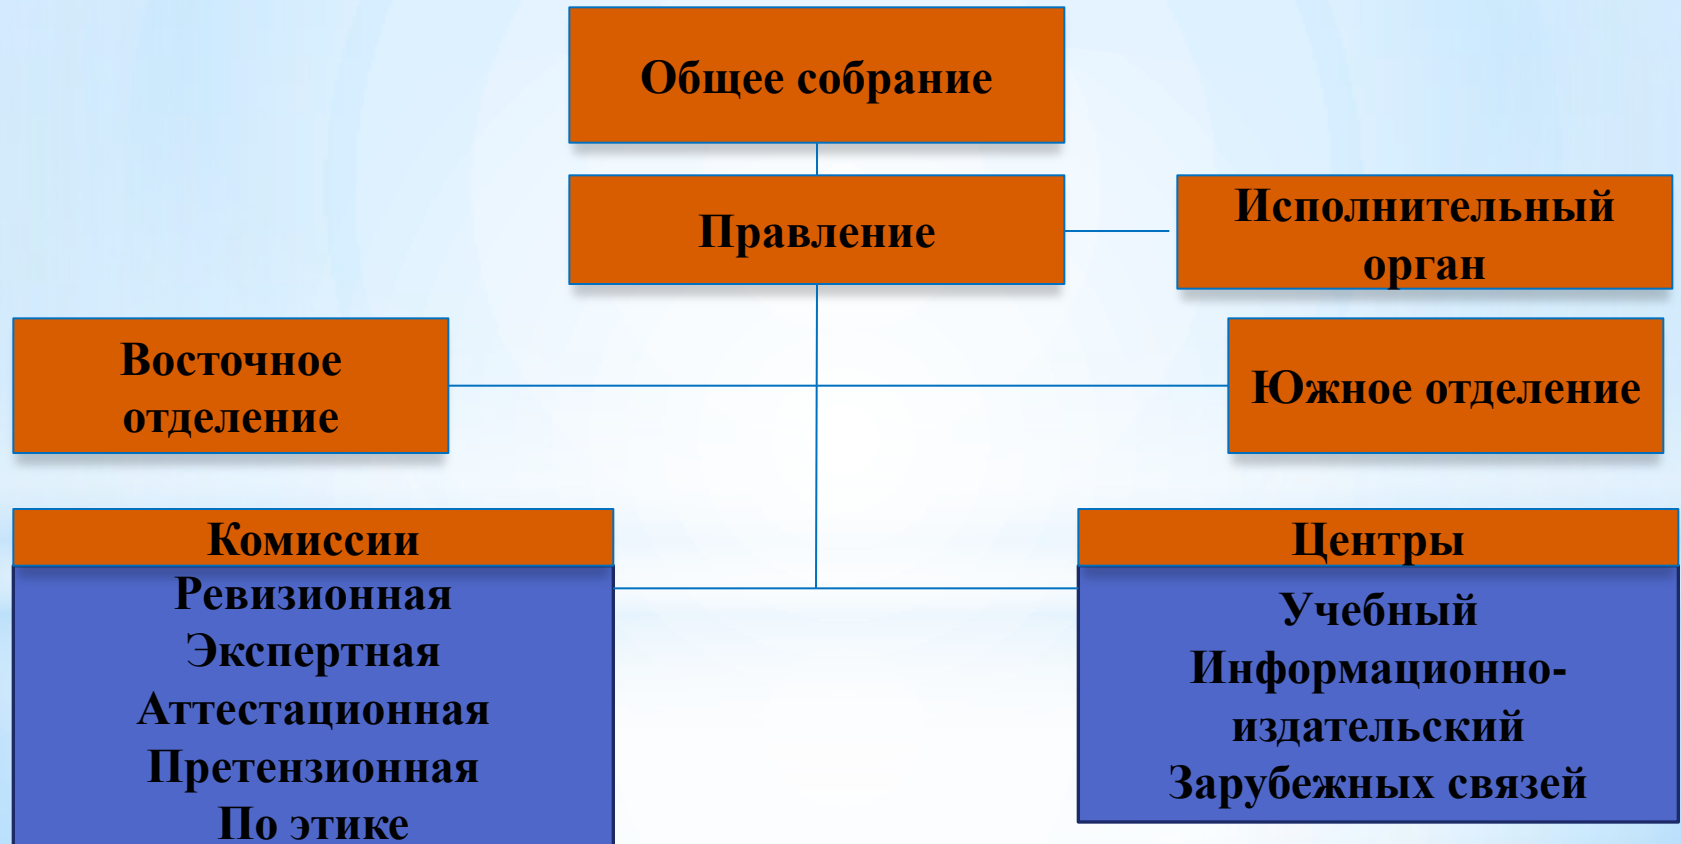 Общее собрание
Правление
Исполнительный
орган
Восточное
отделение
Южное отделение
Комиссии
Ревизионная
Экспертная
Аттестационная
Претензионная
По этике
Центры
Учебный
Информационно-
издательский
Зарубежных связей